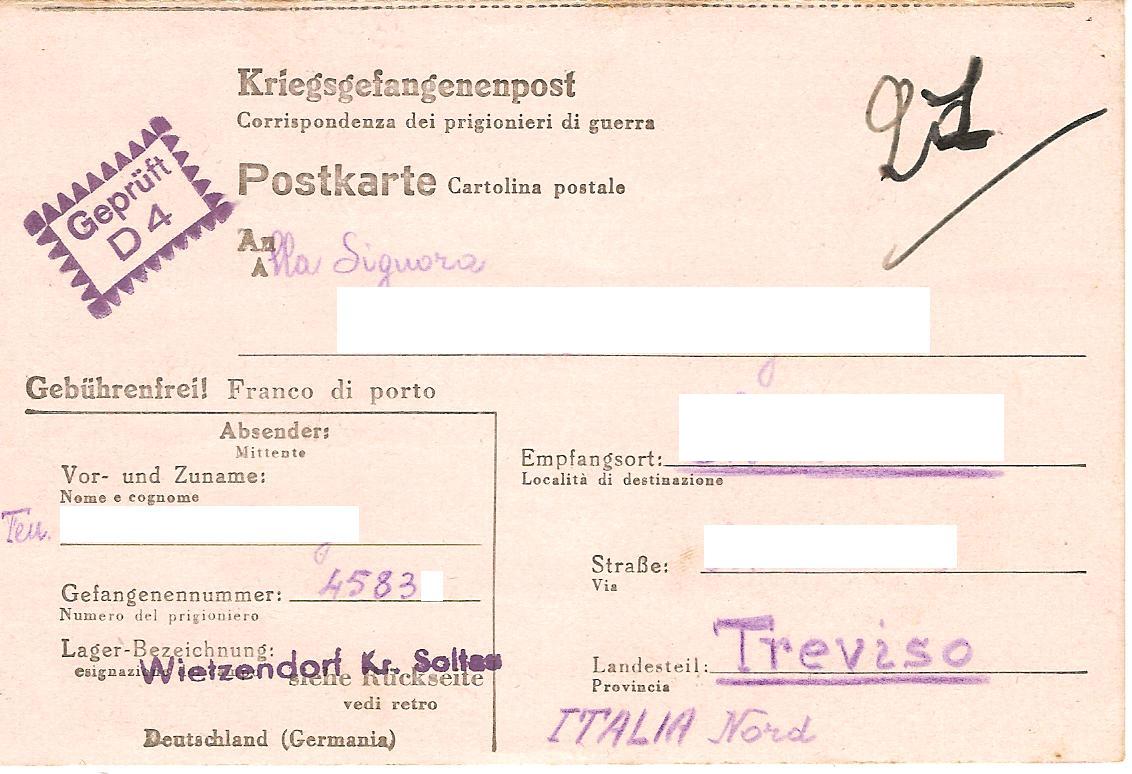 Kriegsgefangenenpost
Corrispondenza dei prigionieri di guerra
Postkarte Cartolina postale
Geprüft
D 4
An
Alla Signora
Gebührenfrei! Franco di porto
Absender:
Mittente
Vor- und Zuname:
Nome e cognome
Ten.
Gefangenennummer: 4583
Numero del prigioniero
Lager-Bezeichnung:
Wietzendorf Kr. Soltau
siehe Rückseite
vedi retro
Deutschland (Germania)
Empfangsort:
Località di destinazione
Straße:
Via
Landesteil: Treviso
Provincia
ITALIA Nord